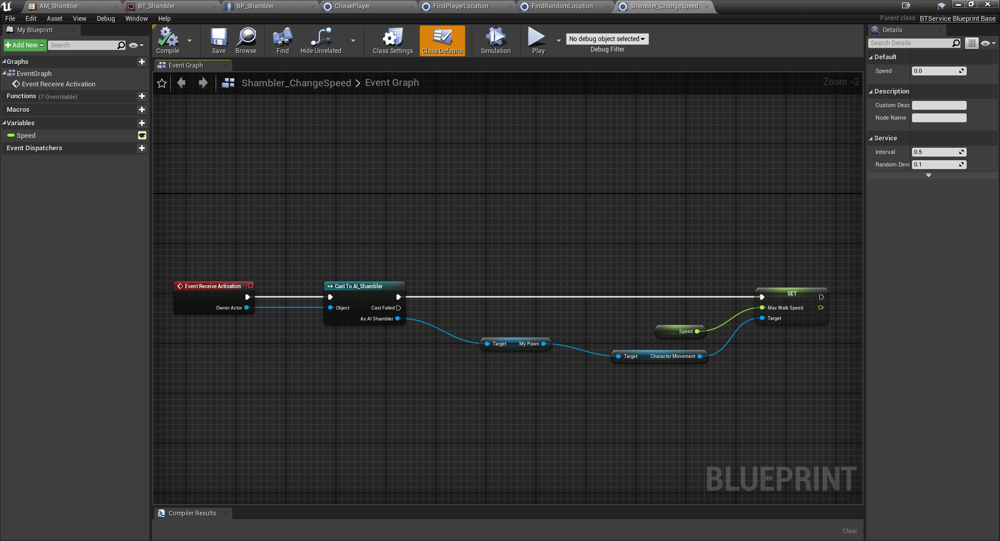 AM_Shambler
BT_Shambler
BP_Shambler
ChasePlayer
FindPlayerLocation
FindRandomLocation
Shambler_ChangeSpeed
File Edit Asset View Debug Window Help
Parent class: BTService Blueprint Base
My Blueprint
Add New
Search
Graphs
EventGraph
Event Receive Activation
Functions (7 Overridable)
Macros
Variables
Speed
Event Dispatchers
Compile
Save
Browse
Find
Hide Unrelated
Class Settings
Class Defaults
Simulation
Play
No debug object selected
Debug Filter
Event Graph
Shambler_ChangeSpeed > Event Graph
Zoom -2
Event Receive Activation
Owner Actor
Cast To AI_Shambler
Object
Cast Failed
As AI Shambler
Target My Pawn
Target Character Movement
Speed
SET
Max Walk Speed
Target
BLUEPRINT
Compiler Results
Clear
Details
Search Details
Default
Speed 0.0
Description
Custom Desc
Node Name
Service
Interval 0.5
Random Devi 0.1